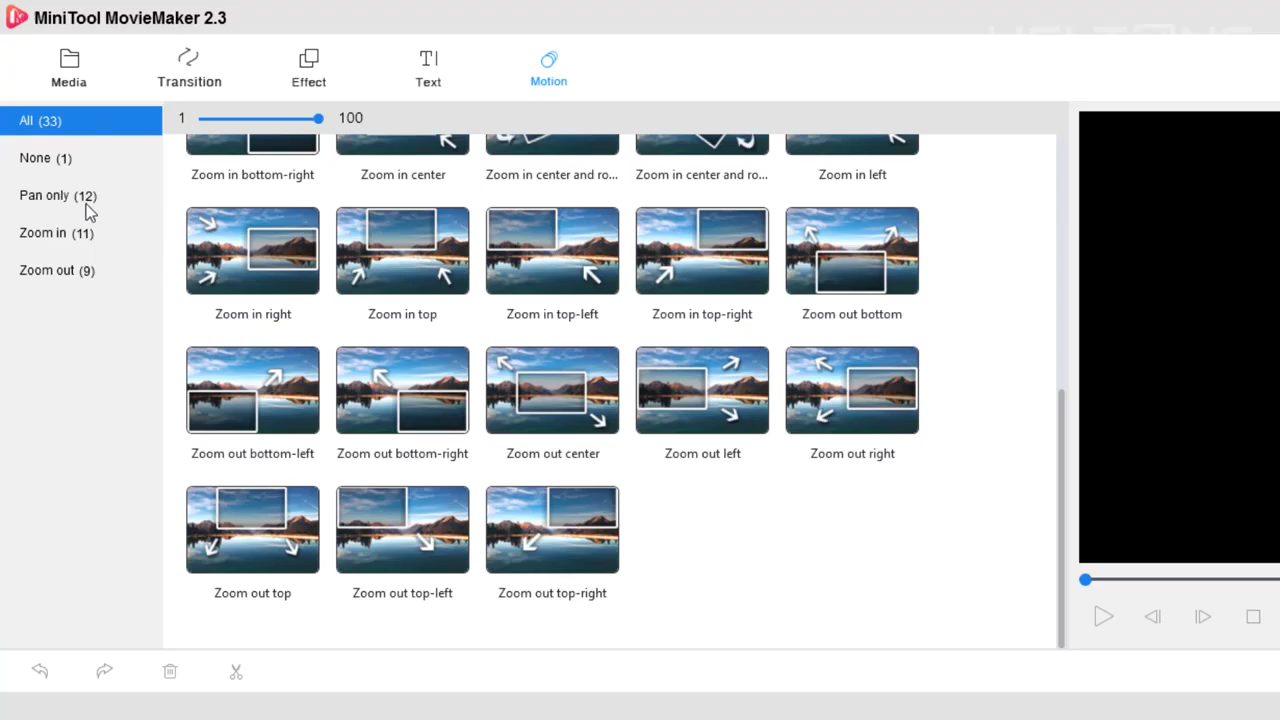 MiniTool MovieMaker 2.3
Media
Transition
Effect
Text
Motion
All (33)
None (1)
Pan only (12)
Zoom in (11)
Zoom out (9)
1
100
Zoom in bottom-right
Zoom in center
Zoom in center and ro...
Zoom in center and ro...
Zoom in left
Zoom in right
Zoom in top
Zoom in top-left
Zoom in top-right
Zoom out bottom
Zoom out bottom-left
Zoom out bottom-right
Zoom out center
Zoom out left
Zoom out right
Zoom out top
Zoom out top-left
Zoom out top-right